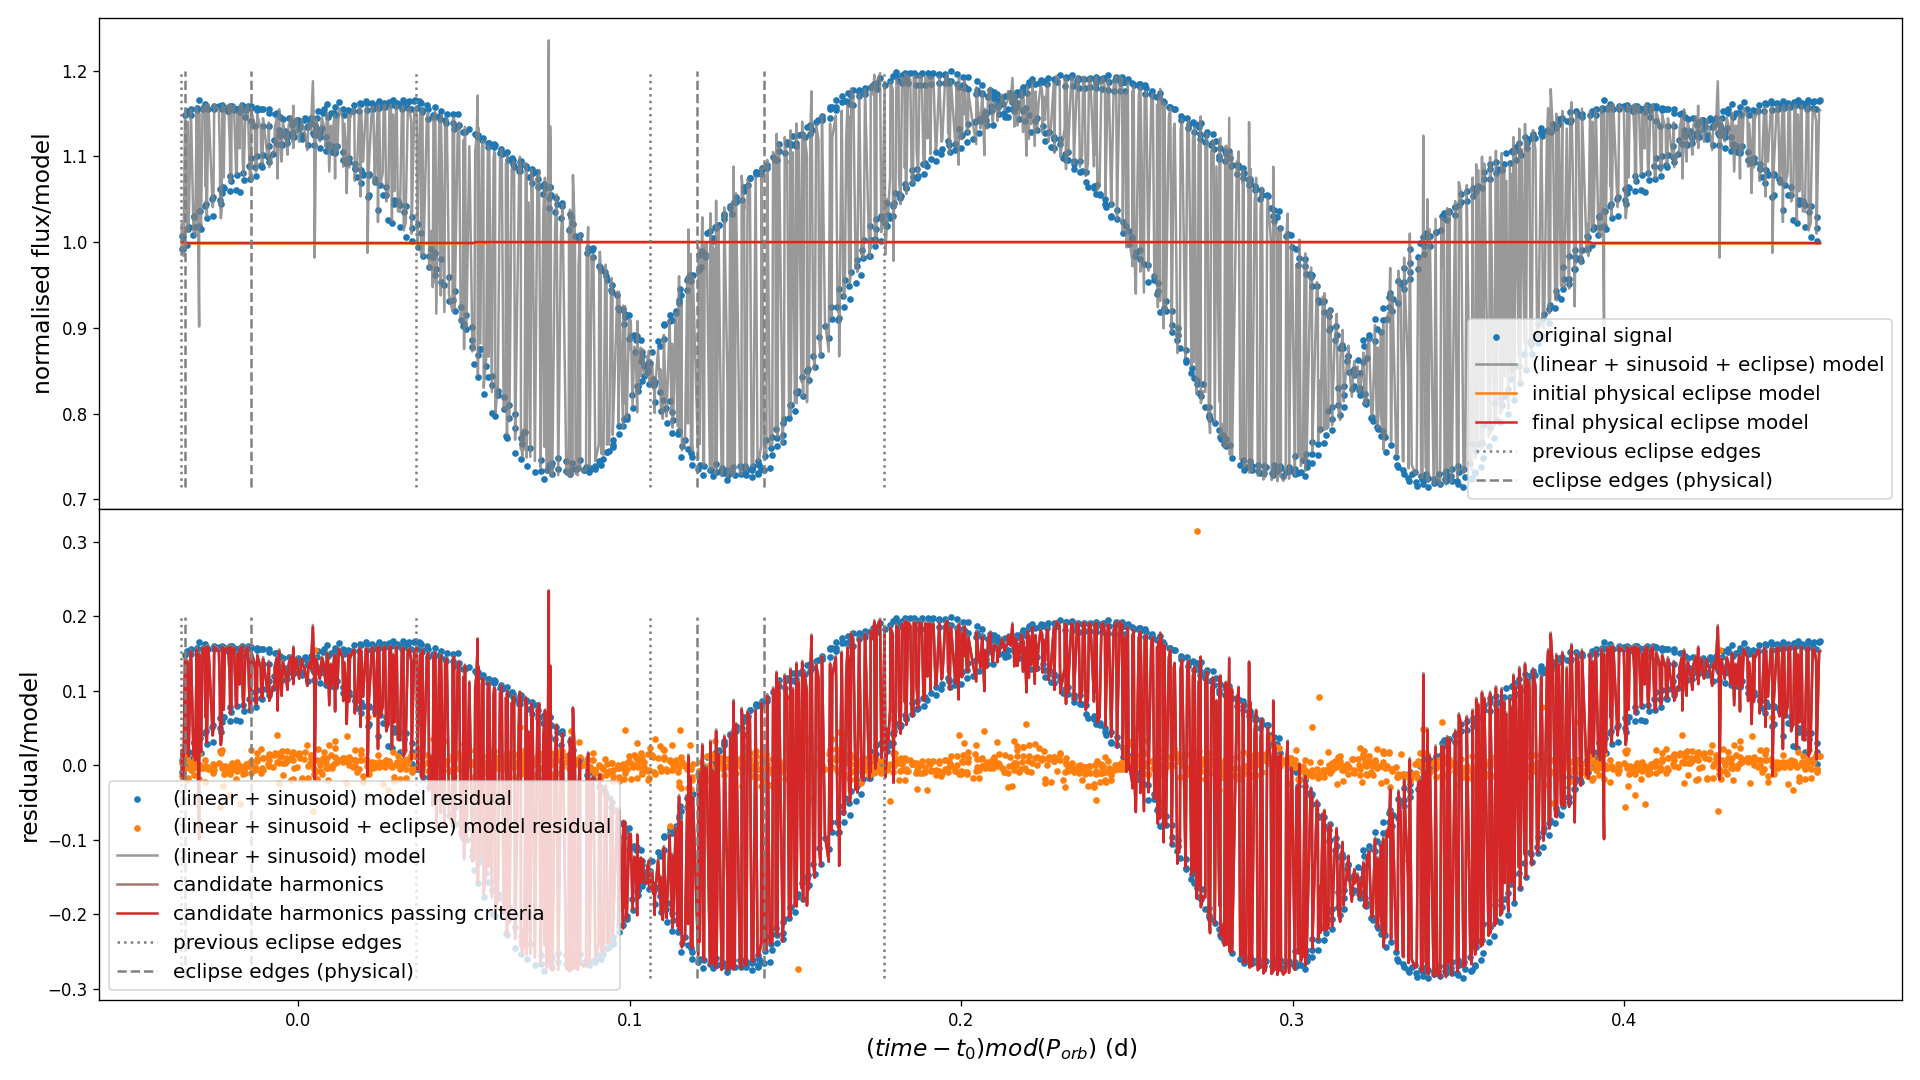 normalised flux/model
1.2
1.1
1.0
0.9
0.8
0.7
original signal
(linear + sinusoid + eclipse) model
initial physical eclipse model
final physical eclipse model
previous eclipse edges
eclipse edges (physical)
residual/model
0.3
0.2
0.1
0.0
−0.1
−0.2
−0.3
(linear + sinusoid) model residual
(linear + sinusoid + eclipse) model residual
(linear + sinusoid) model
candidate harmonics
candidate harmonics passing criteria
previous eclipse edges
eclipse edges (physical)
0.0 0.1 0.2 0.3 0.4
(time − t₀)mod(Pₒᵣb) (d)